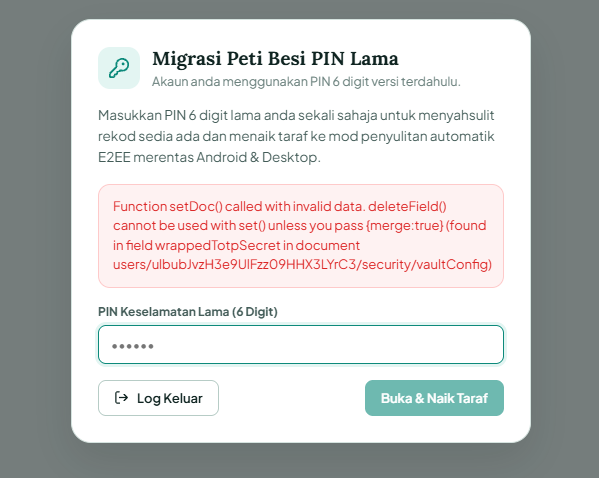 Migrasi Peti Besi PIN Lama
Akaun anda menggunakan PIN 6 digit versi terdahulu.
Masukkan PIN 6 digit lama anda sekali sahaja untuk menyahsulit
rekod sedia ada dan menaik taraf ke mod penyulitan automatik
E2EE merentas Android & Desktop.
Function setDoc() called with invalid data. deleteField()
cannot be used with set() unless you pass {merge:true} (found
in field wrappedTotpSecret in document
users/ulbubJvzH3e9UlFzz09HHX3LYrC3/security/vaultConfig)
PIN Keselamatan Lama (6 Digit)
••••••
Log Keluar
Buka & Naik Taraf